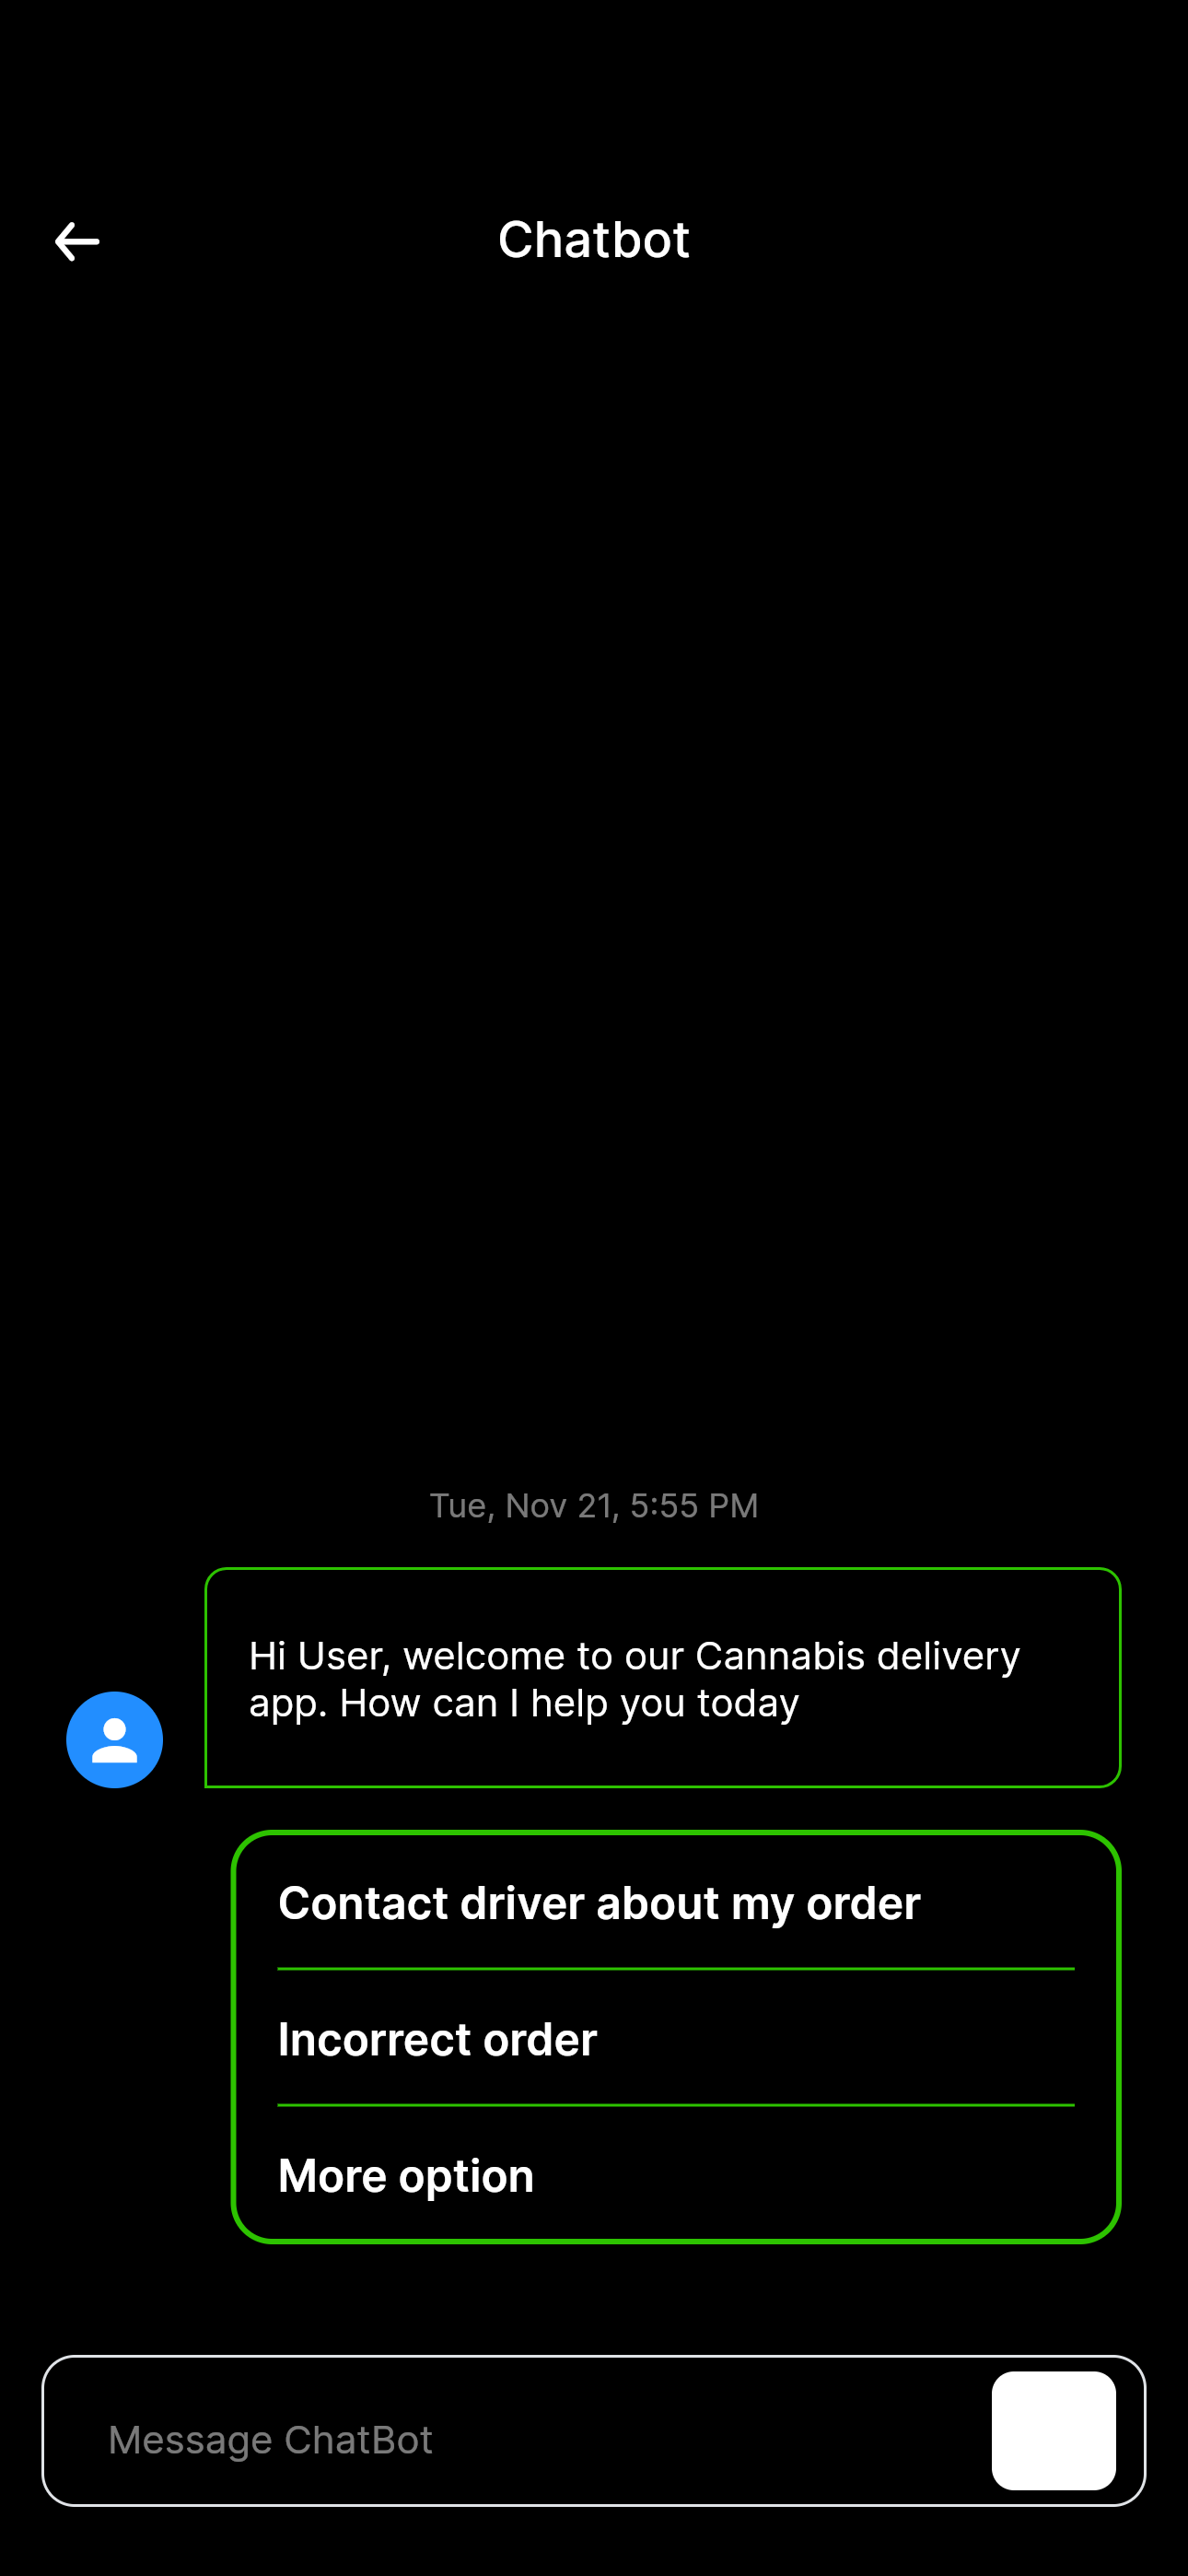 Chatbot
Tue, Nov 21, 5:55 PM
Hi User, welcome to our Cannabis delivery
app. How can I help you today
Contact driver about my order
Incorrect order
More option
Message ChatBot